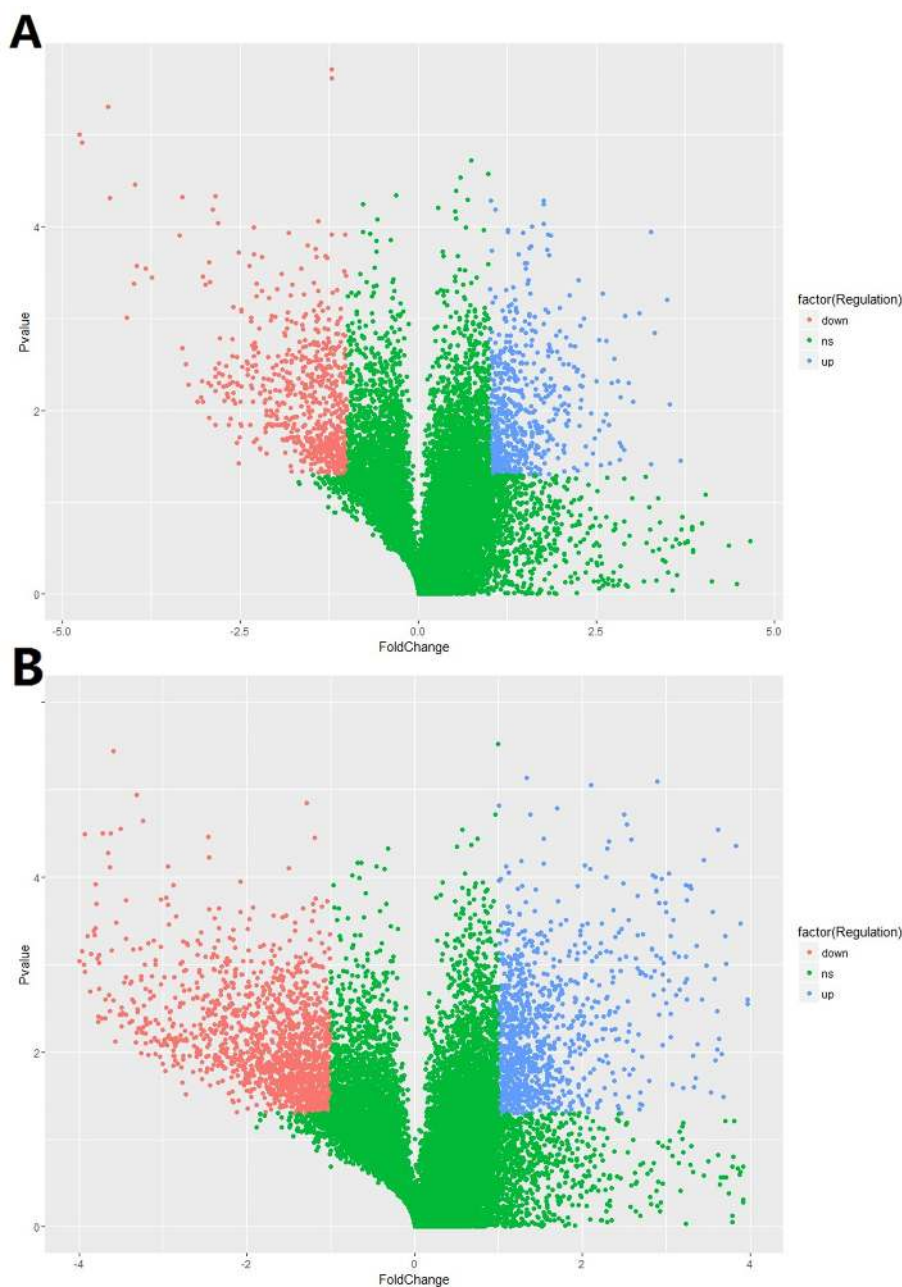 A
Pvalue
4
2
0
-5.0 -2.5 0.0 2.5 5.0
FoldChange
factor(Regulation)
down
ns
up
B
Pvalue
4
2
0
-4 -2 0 2 4
FoldChange
factor(Regulation)
down
ns
up